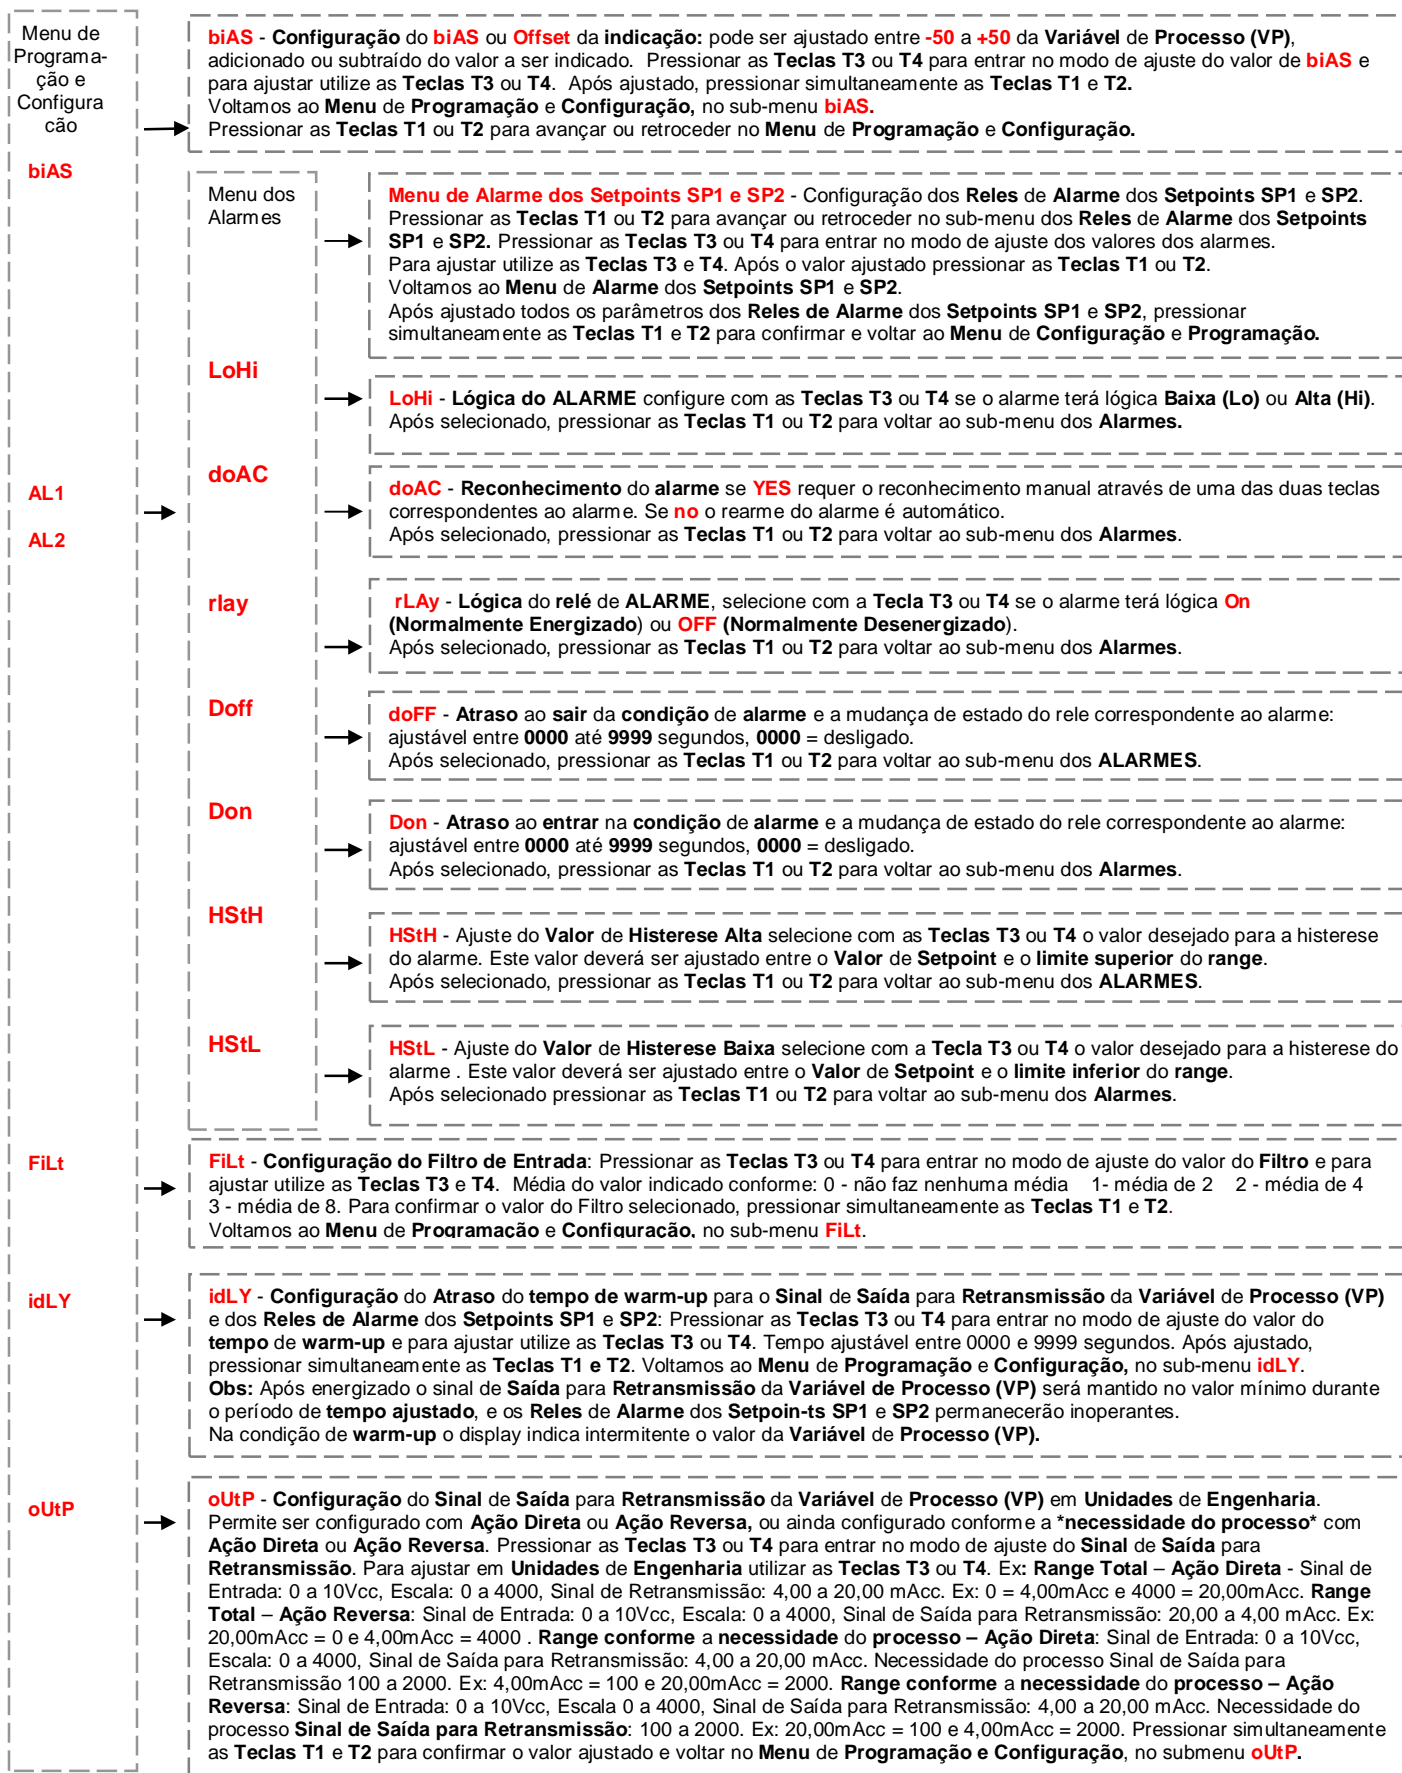 Menu de
Programa-
ção e
Configura
cão
biAS
biAS - Configuração do biAS ou Offset da indicação: pode ser ajustado entre -50 a +50 da Variável de Processo (VP),
adicionado ou subtraído do valor a ser indicado. Pressionar as Teclas T3 ou T4 para entrar no modo de ajuste do valor de biAS e
para ajustar utilize as Teclas T3 ou T4. Após ajustado, pressionar simultaneamente as Teclas T1 e T2.
Voltamos ao Menu de Programação e Configuração, no sub-menu biAS.
Pressionar as Teclas T1 ou T2 para avançar ou retroceder no Menu de Programação e Configuração.
AL1
AL2
Menu dos
Alarmes
Menu de Alarme dos Setpoints SP1 e SP2 - Configuração dos Reles de Alarme dos Setpoints SP1 e SP2.
Pressionar as Teclas T1 ou T2 para avançar ou retroceder no sub-menu dos Reles de Alarme dos Setpoints
SP1 e SP2. Pressionar as Teclas T3 ou T4 para entrar no modo de ajuste dos valores dos alarmes.
Para ajustar utilize as Teclas T3 e T4. Após o valor ajustado pressionar as Teclas T1 ou T2.
Voltamos ao Menu de Alarme dos Setpoints SP1 e SP2.
Após ajustado todos os parâmetros dos Reles de Alarme dos Setpoints SP1 e SP2, pressionar
simultaneamente as Teclas T1 e T2 para confirmar e voltar ao Menu de Configuração e Programação.
LoHi
LoHi - Lógica do ALARME configure com as Teclas T3 ou T4 se o alarme terá lógica Baixa (Lo) ou Alta (Hi).
Após selecionado, pressionar as Teclas T1 ou T2 para voltar ao sub-menu dos Alarmes.
doAC
doAC - Reconhecimento do alarme se YES requer o reconhecimento manual através de uma das duas teclas
correspondentes ao alarme. Se no o rearme do alarme é automático.
Após selecionado, pressionar as Teclas T1 ou T2 para voltar ao sub-menu dos Alarmes.
rlay
rLAy - Lógica do relé de ALARME, selecione com a Tecla T3 ou T4 se o alarme terá lógica On
(Normalmente Energizado) ou OFF (Normalmente Desenergizado).
Após selecionado, pressionar as Teclas T1 ou T2 para voltar ao sub-menu dos Alarmes.
Doff
doFF - Atraso ao sair da condição de alarme e a mudança de estado do rele correspondente ao alarme:
ajustável entre 0000 até 9999 segundos, 0000 = desligado.
Após selecionado, pressionar as Teclas T1 ou T2 para voltar ao sub-menu dos ALARMES.
Don
Don - Atraso ao entrar na condição de alarme e a mudança de estado do rele correspondente ao alarme:
ajustável entre 0000 até 9999 segundos, 0000 = desligado.
Após selecionado, pressionar as Teclas T1 ou T2 para voltar ao sub-menu dos Alarmes.
HStH
HStH - Ajuste do Valor de Histerese Alta selecione com as Teclas T3 ou T4 o valor desejado para a histerese
do alarme. Este valor deverá ser ajustado entre o Valor de Setpoint e o limite superior do range.
Após selecionado, pressionar as Teclas T1 ou T2 para voltar ao sub-menu dos ALARMES.
HStL
HStL - Ajuste do Valor de Histerese Baixa selecione com a Tecla T3 ou T4 o valor desejado para a histerese do
alarme . Este valor deverá ser ajustado entre o Valor de Setpoint e o limite inferior do range.
Após selecionado pressionar as Teclas T1 ou T2 para voltar ao sub-menu dos Alarmes.
FiLt
FiLt - Configuração do Filtro de Entrada: Pressionar as Teclas T3 ou T4 para entrar no modo de ajuste do valor do Filtro e para
ajustar utilize as Teclas T3 e T4. Média do valor indicado conforme: 0 - não faz nenhuma média 1- média de 2 2 - média de 4
3 - média de 8. Para confirmar o valor do Filtro selecionado, pressionar simultaneamente as Teclas T1 e T2.
Voltamos ao Menu de Programação e Configuração, no sub-menu FiLt.
idLY
idLY - Configuração do Atraso do tempo de warm-up para o Sinal de Saída para Retransmissão da Variável de Processo (VP)
e dos Reles de Alarme dos Setpoints SP1 e SP2: Pressionar as Teclas T3 ou T4 para entrar no modo de ajuste do valor do
tempo de warm-up e para ajustar utilize as Teclas T3 ou T4. Tempo ajustável entre 0000 e 9999 segundos. Após ajustado,
pressionar simultaneamente as Teclas T1 e T2. Voltamos ao Menu de Programação e Configuração, no sub-menu idLY.
Obs: Após energizado o sinal de Saída para Retransmissão da Variável de Processo (VP) será mantido no valor mínimo durante
o período de tempo ajustado, e os Reles de Alarme dos Setpoin-ts SP1 e SP2 permanecerão inoperantes.
Na condição de warm-up o display indica intermitente o valor da Variável de Processo (VP).
oUtP
oUtP - Configuração do Sinal de Saída para Retransmissão da Variável de Processo (VP) em Unidades de Engenharia.
Permite ser configurado com Ação Direta ou Ação Reversa, ou ainda configurado conforme a *necessidade do processo* com
Ação Direta ou Ação Reversa. Pressionar as Teclas T3 ou T4 para entrar no modo de ajuste do Sinal de Saída para
Retransmissão. Para ajustar em Unidades de Engenharia utilizar as Teclas T3 ou T4. Ex: Range Total – Ação Direta - Sinal de
Entrada: 0 a 10Vcc, Escala: 0 a 4000, Sinal de Retransmissão: 4,00 a 20,00 mAcc. Ex: 0 = 4,00mAcc e 4000 = 20,00mAcc. Range
Total – Ação Reversa: Sinal de Entrada: 0 a 10Vcc, Escala: 0 a 4000, Sinal de Saída para Retransmissão: 20,00 a 4,00 mAcc. Ex:
20,00mAcc = 0 e 4,00mAcc = 4000 . Range conforme a necessidade do processo – Ação Direta: Sinal de Entrada: 0 a 10Vcc,
Escala: 0 a 4000, Sinal de Saída para Retransmissão: 4,00 a 20,00 mAcc. Necessidade do processo Sinal de Saída para
Retransmissão 100 a 2000. Ex: 4,00mAcc = 100 e 20,00mAcc = 2000. Range conforme a necessidade do processo – Ação
Reversa: Sinal de Entrada: 0 a 10Vcc, Escala 0 a 4000, Sinal de Saída para Retransmissão: 4,00 a 20,00 mAcc. Necessidade do
processo Sinal de Saída para Retransmissão: 100 a 2000. Ex: 20,00mAcc = 100 e 4,00mAcc = 2000. Pressionar simultaneamente
as Teclas T1 e T2 para confirmar o valor ajustado e voltar no Menu de Programação e Configuração, no submenu oUtP.